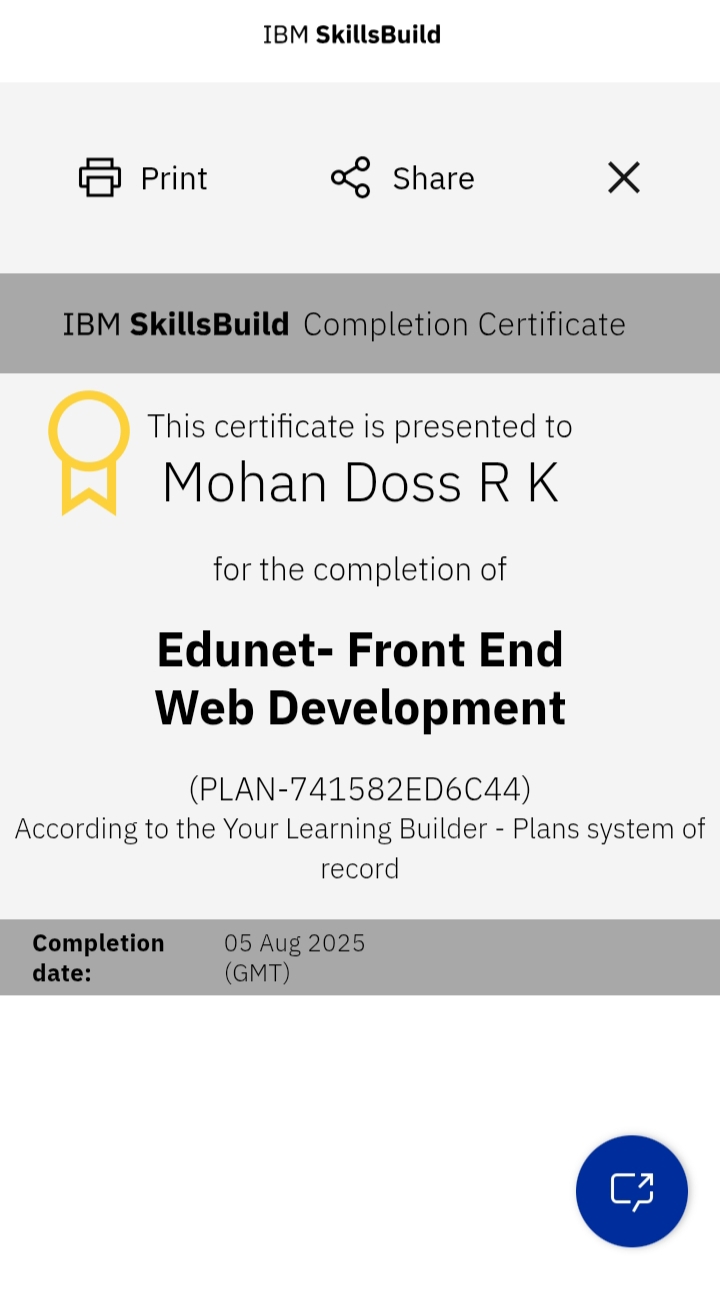 IBM SkillsBuild
Print
Share
IBM SkillsBuild Completion Certificate
This certificate is presented to
Mohan Doss R K
for the completion of
Edunet- Front End
Web Development
(PLAN-741582ED6C44)
According to the Your Learning Builder - Plans system of
record
Completion
date:
05 Aug 2025
(GMT)